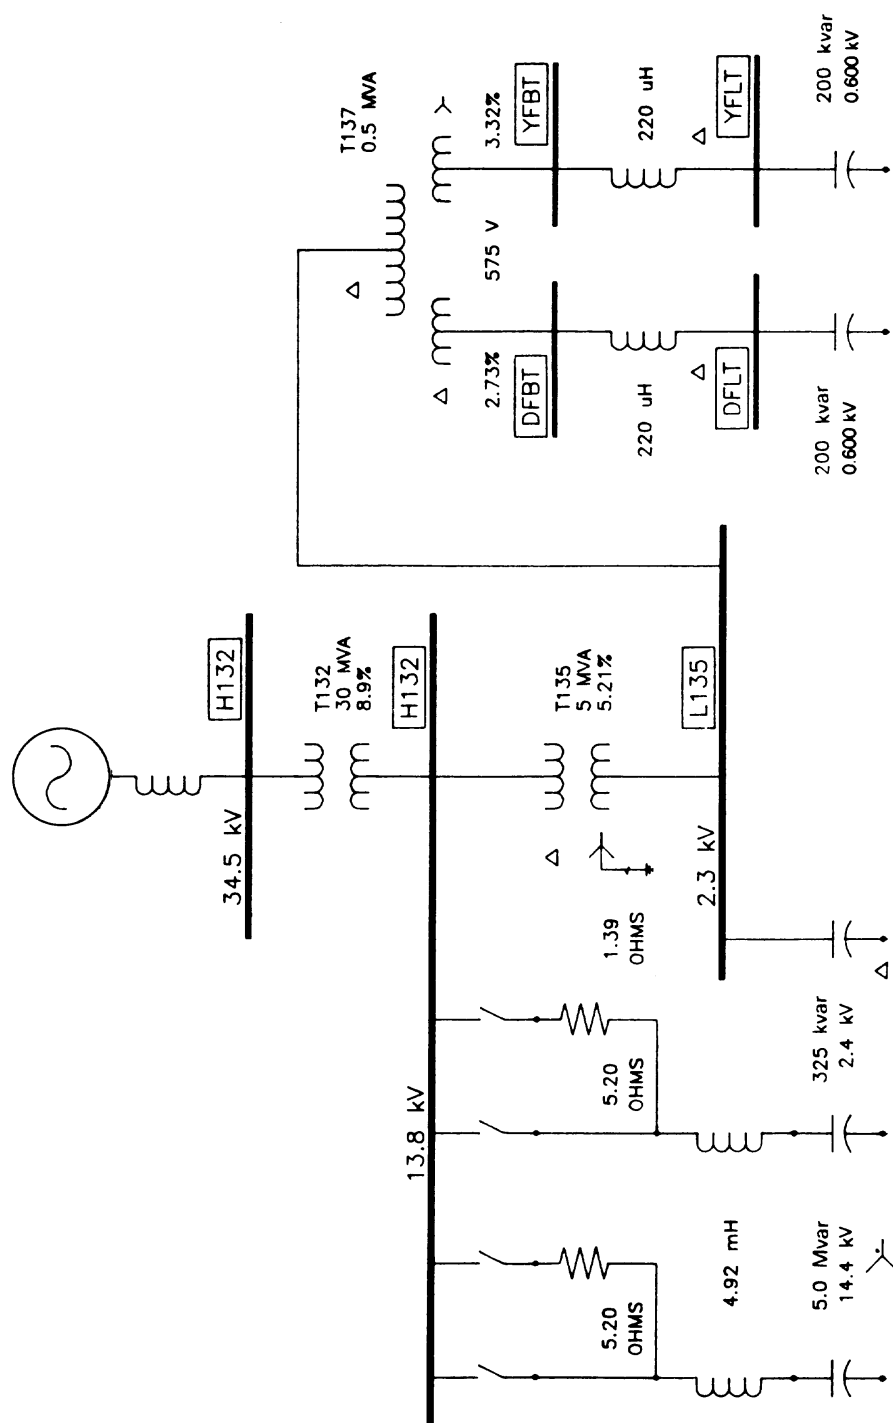 H132
34.5 kV
T132
30 MVA
8.9%
H132
13.8 kV
T135
5 MVA
5.21%
Δ
1.39
OHMS
L135
2.3 kV
Δ
325 kvar
2.4 kV
5.20
OHMS
5.20
OHMS
4.92 mH
5.0 Mvar
14.4 kV
T137
0.5 MVA
Δ
Δ
2.73%
575 V
3.32%
DFBT
YFBT
220 uH
220 uH
Δ
Δ
DFLT
YFLT
200 kvar
0.600 kV
200 kvar
0.600 kV